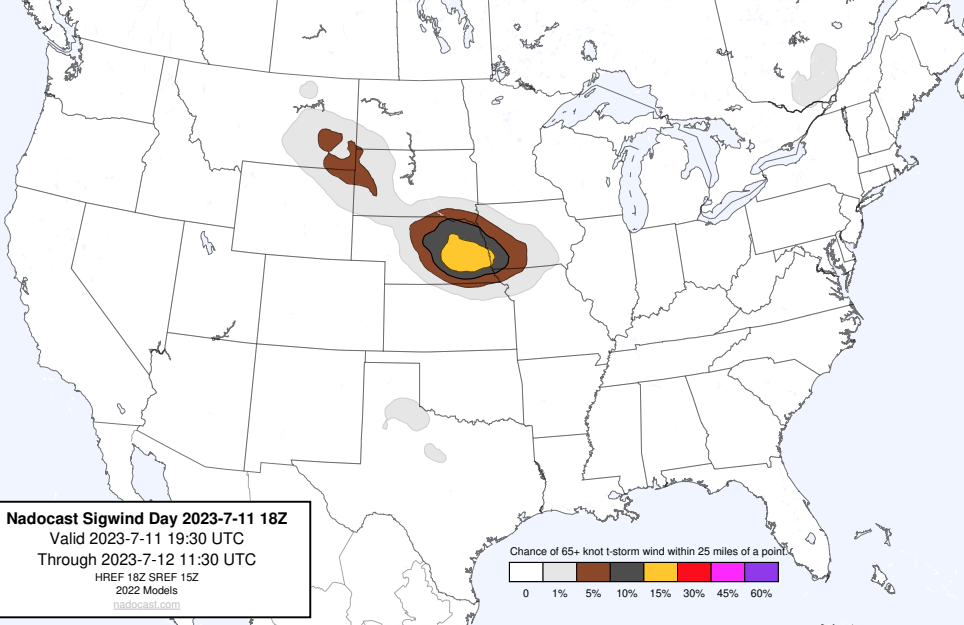 Nadocast Sigwind Day 2023-7-11 18Z
Valid 2023-7-11 19:30 UTC
Through 2023-7-12 11:30 UTC
HREF 18Z SREF 15Z
2022 Models
nadocast.com
Chance of 65+ knot t-storm wind within 25 miles of a point.
0 1% 5% 10% 15% 30% 45% 60%